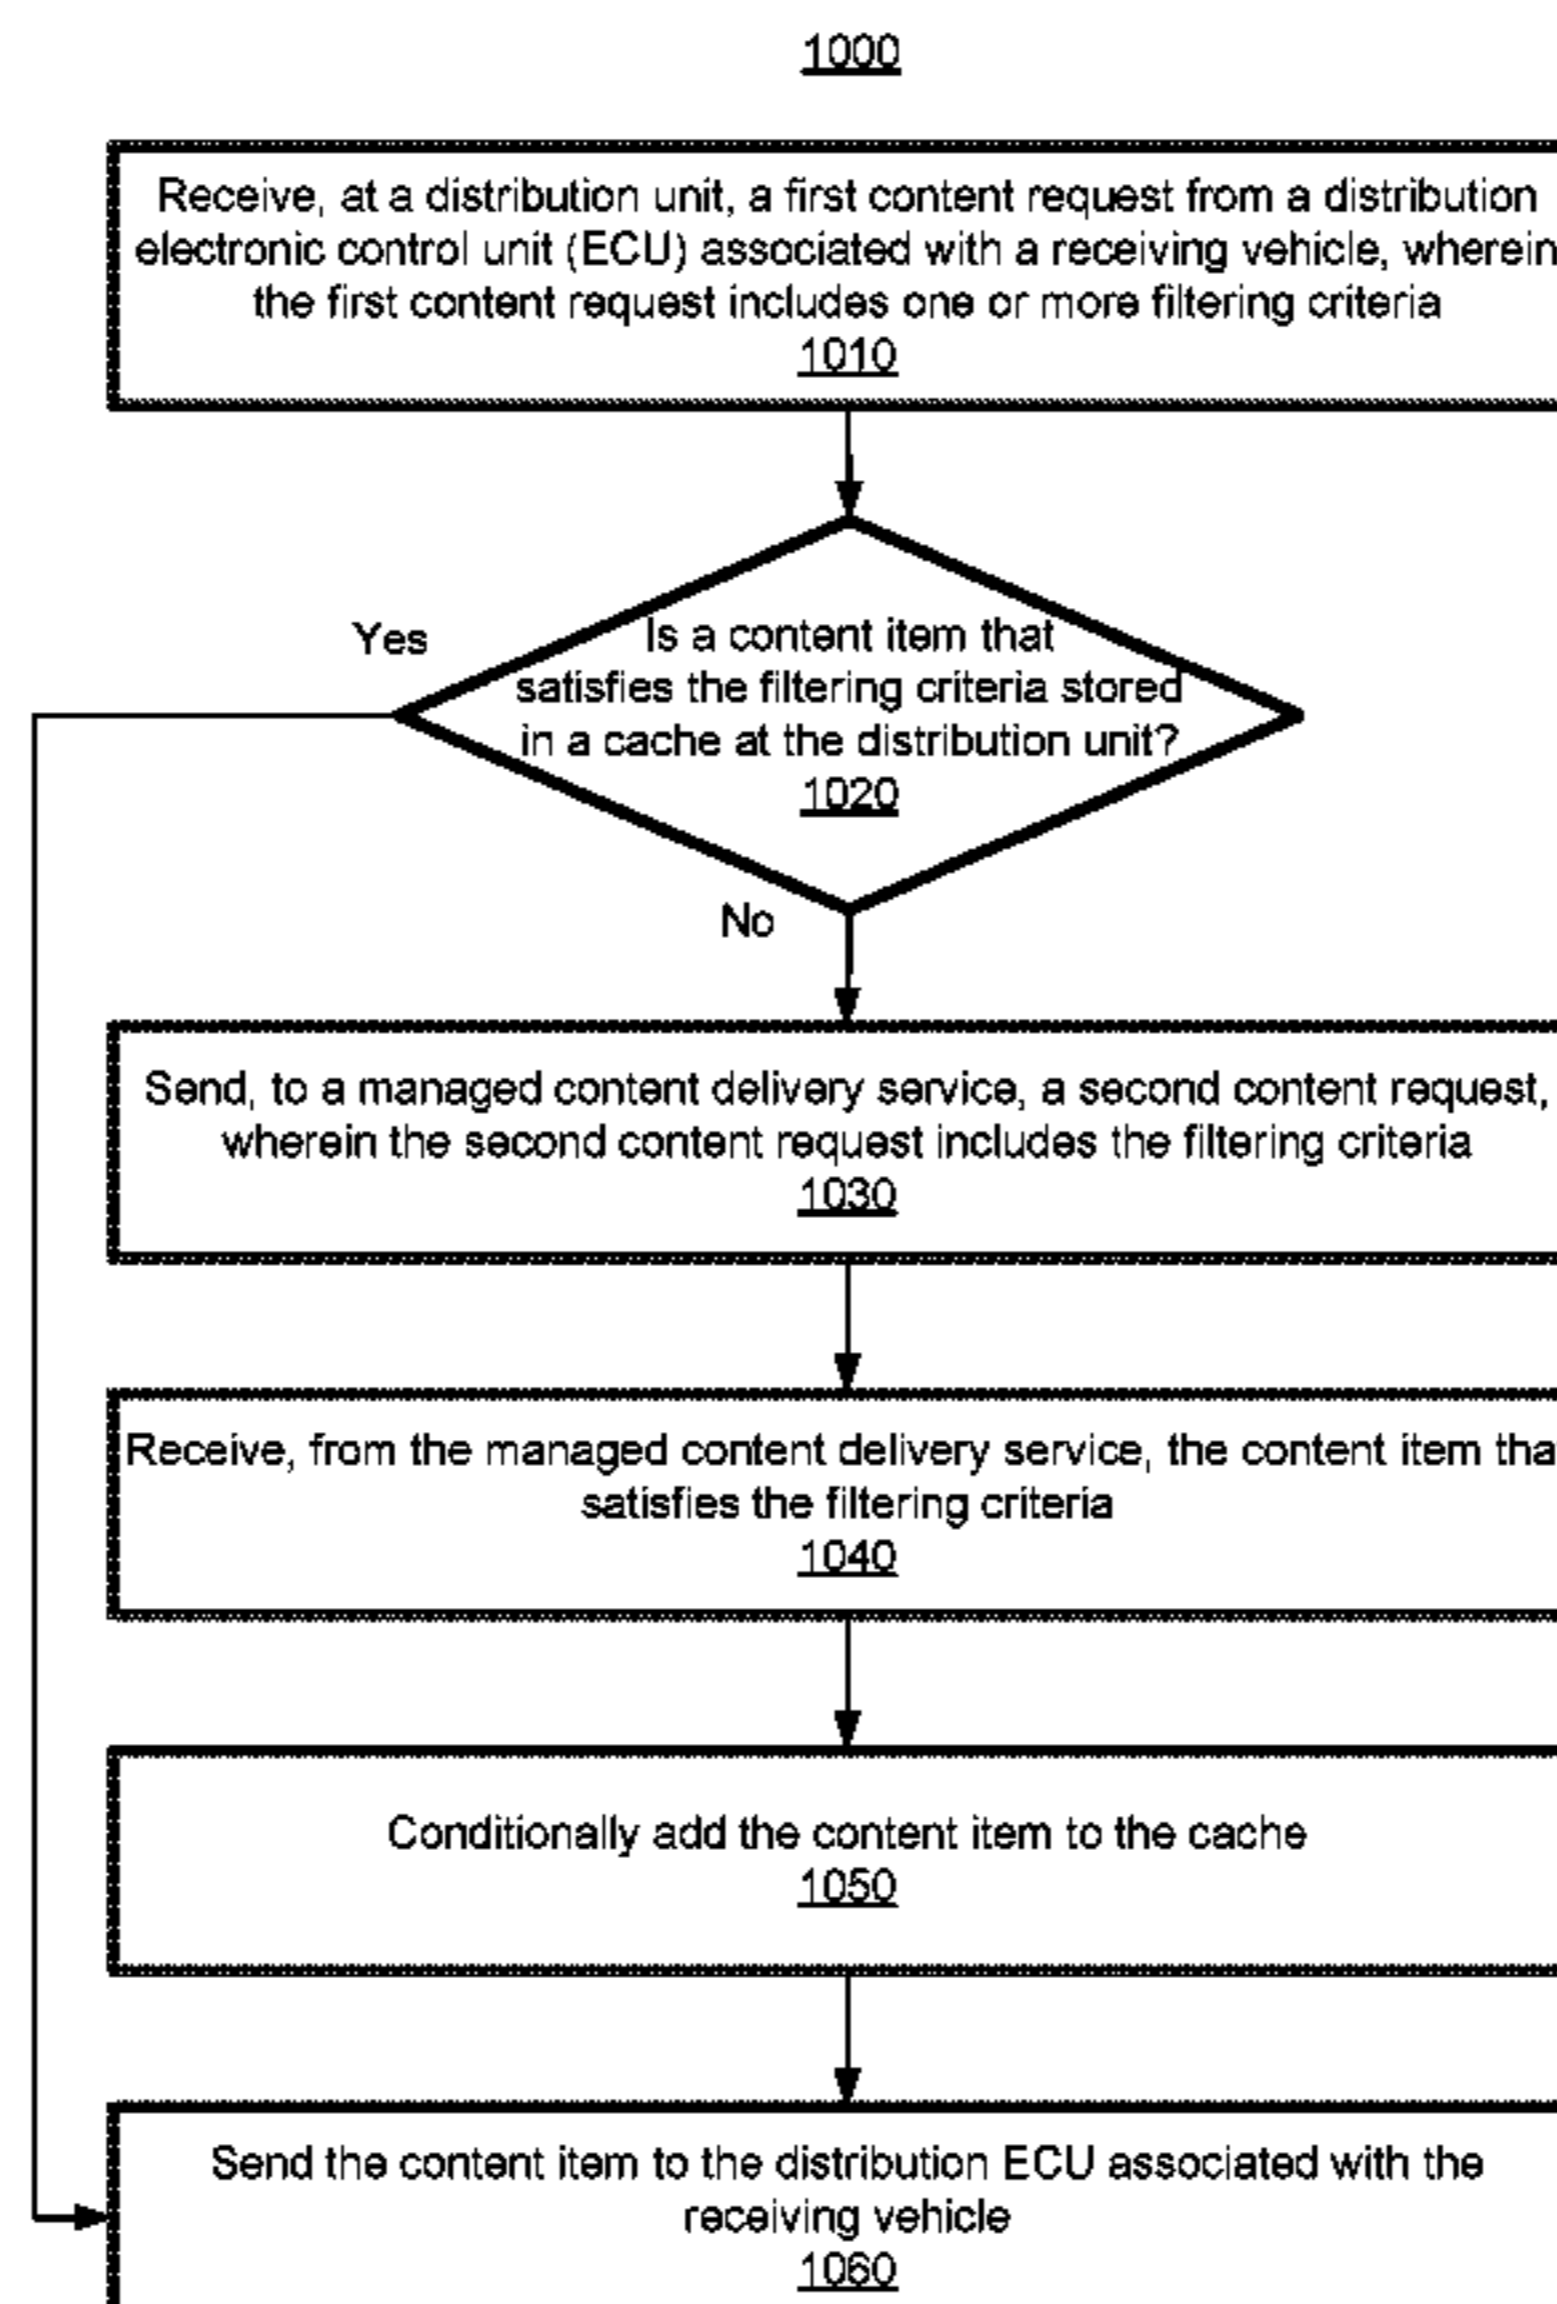 1000
Receive, at a distribution unit, a first content request from a distribution
electronic control unit (ECU) associated with a receiving vehicle, wherein
the first content request includes one or more filtering criteria
1010
Is a content item that
satisfies the filtering criteria stored
in a cache at the distribution unit?
1020
Yes
No
Send, to a managed content delivery service, a second content request,
wherein the second content request includes the filtering criteria
1030
Receive, from the managed content delivery service, the content item tha
satisfies the filtering criteria
1040
Conditionally add the content item to the cache
1050
Send the content item to the distribution ECU associated with the
receiving vehicle
1060